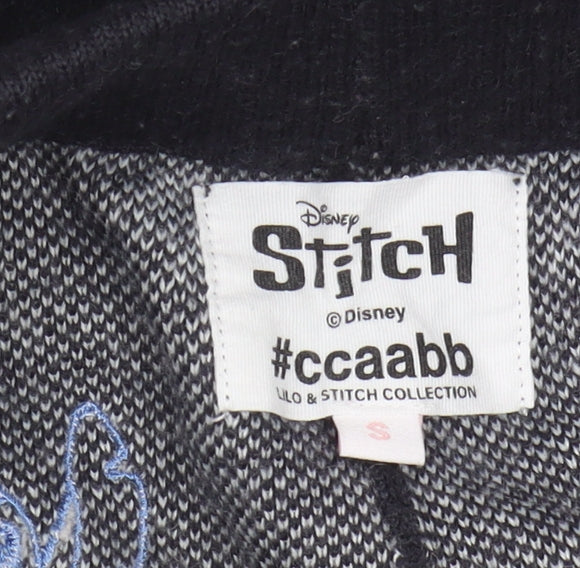 Disney
Stitch
©Disney
#ccaabb
LILO & STITCH COLLECTION
S